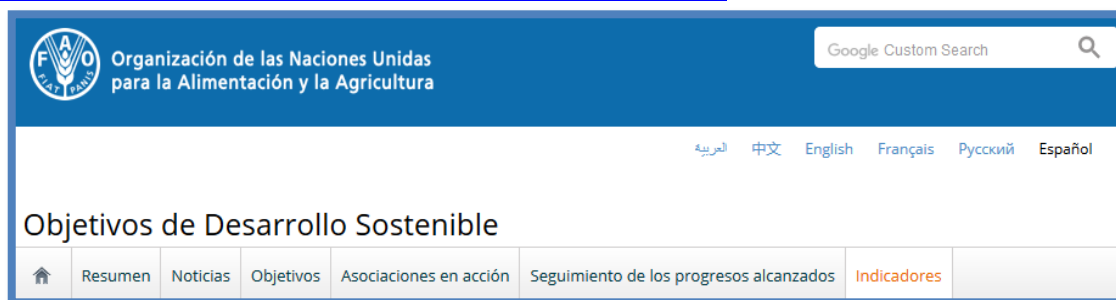 FAO
FIAT PANIS
Organización de las Naciones Unidas
para la Alimentación y la Agricultura
Google Custom Search
العربية 中文 English Français Русский Español
Objetivos de Desarrollo Sostenible
Resumen Noticias Objetivos Asociaciones en acción Seguimiento de los progresos alcanzados Indicadores